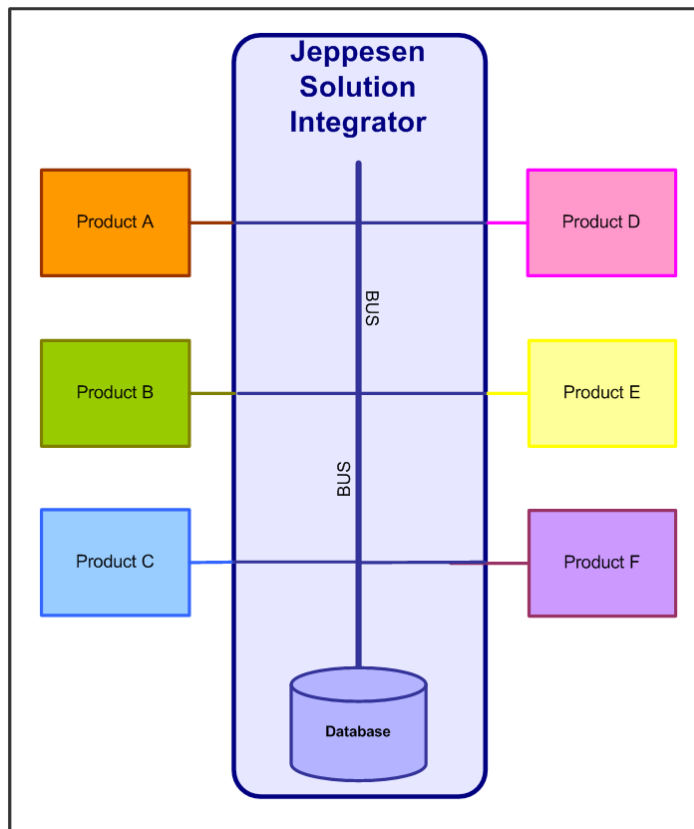 Jeppesen
Solution
Integrator
Product A
Product D
BUS
Product B
Product E
BUS
Product C
Product F
Database